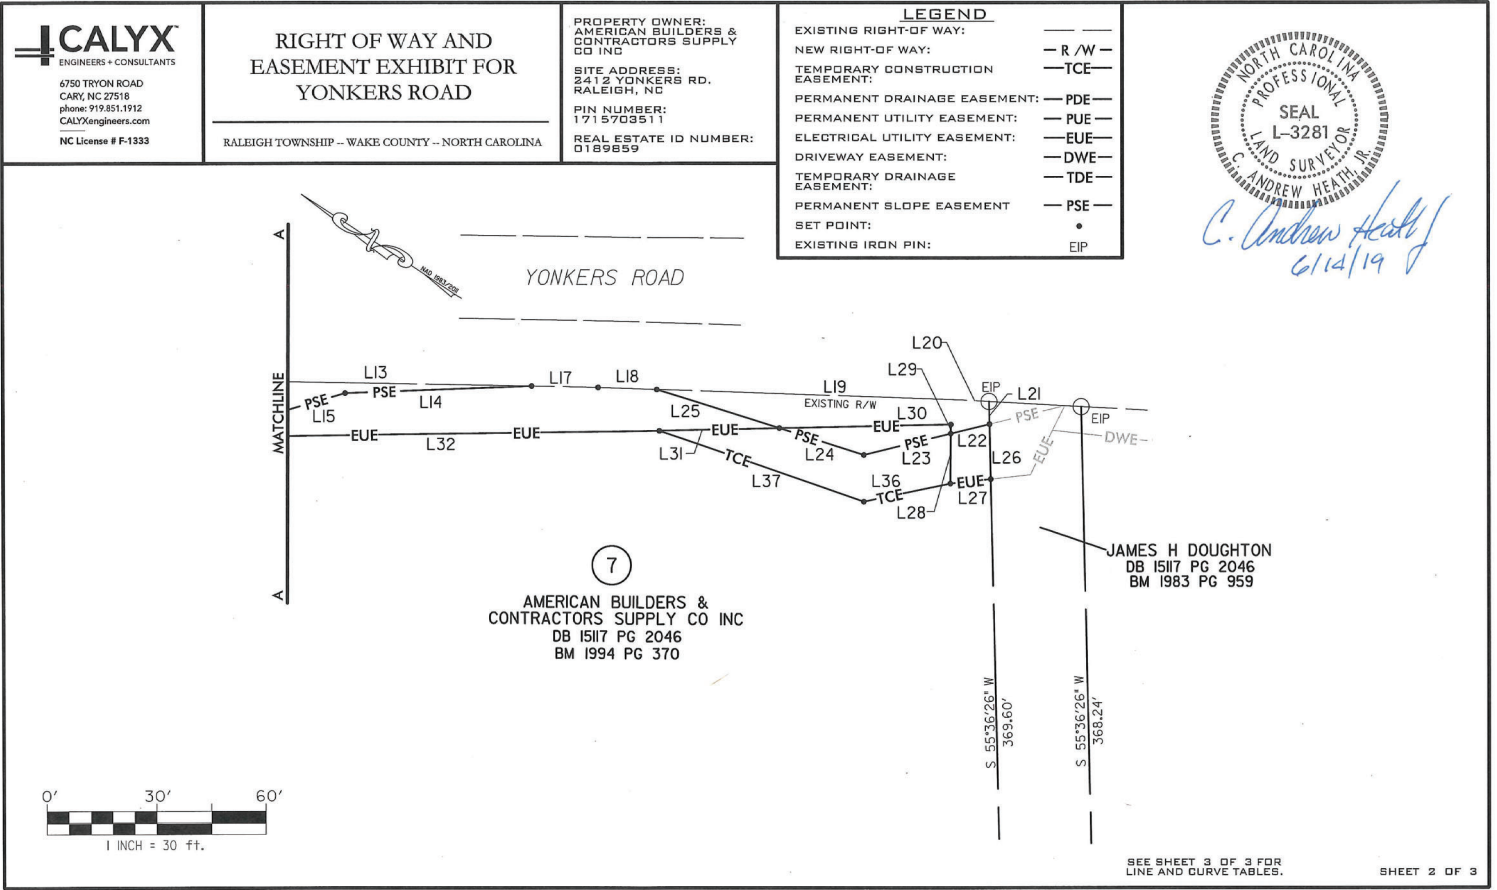 CALYX™
ENGINEERS + CONSULTANTS
6750 TRYON ROAD
CARY, NC 27518
phone: 919.851.1912
CALYXengineers.com
NC License # F-1333
RIGHT OF WAY AND
EASEMENT EXHIBIT FOR
YONKERS ROAD
RALEIGH TOWNSHIP -- WAKE COUNTY -- NORTH CAROLINA
PROPERTY OWNER:
AMERICAN BUILDERS &
CONTRACTORS SUPPLY
CO INC
SITE ADDRESS:
2412 YONKERS RD.
RALEIGH, NC
PIN NUMBER:
1715703511
REAL ESTATE ID NUMBER:
0189859
LEGEND
EXISTING RIGHT-OF WAY:
NEW RIGHT-OF WAY: R/W
TEMPORARY CONSTRUCTION
EASEMENT: TCE
PERMANENT DRAINAGE EASEMENT: PDE
PERMANENT UTILITY EASEMENT: PUE
ELECTRICAL UTILITY EASEMENT: EUE
DRIVEWAY EASEMENT: DWE
TEMPORARY DRAINAGE
EASEMENT: TDE
PERMANENT SLOPE EASEMENT PSE
SET POINT:
EXISTING IRON PIN: EIP
NORTH CAROLINA
PROFESSIONAL
SEAL
L-3281
LAND SURVEYOR
C. ANDREW HEATH, JR.
C. Andrew Heath Jr
6/14/19
A
NAD 1983/2011
YONKERS ROAD
MATCHLINE
L13
L17
L18
L19
EXISTING R/W
L20
L29
EIP
L21
EIP
PSE
L15
PSE
L14
L25
L30
EUE
PSE
DWE
EUE
L32
EUE
L31
EUE
PSE
L24
PSE
L23
L22
L26
EUE
TCE
L37
L36
TCE
L28
EUE
L27
7
AMERICAN BUILDERS &
CONTRACTORS SUPPLY CO INC
DB 15117 PG 2046
BM 1994 PG 370
JAMES H DOUGHTON
DB 15117 PG 2046
BM 1983 PG 959
A
S 55°36'26" W
369.60'
S 55°36'26" W
368.24'
0' 30' 60'
1 INCH = 30 ft.
SEE SHEET 3 OF 3 FOR
LINE AND CURVE TABLES.
SHEET 2 OF 3